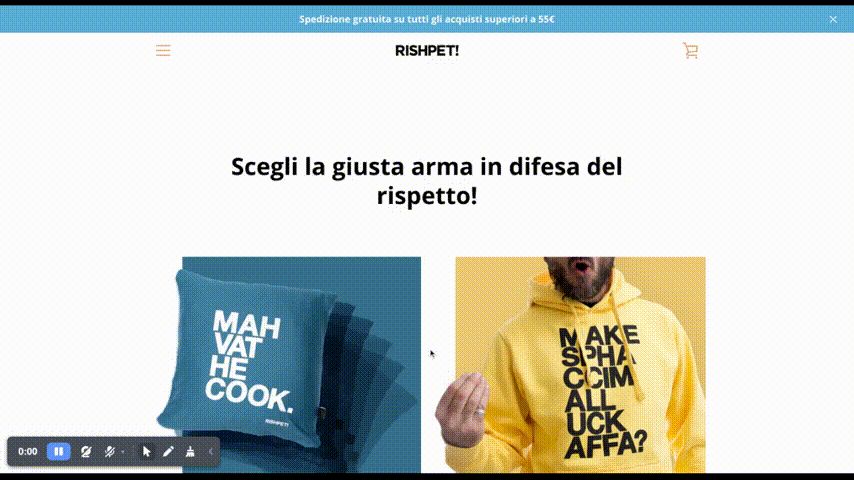 Spedizione gratuita su tutti gli acquisti superiori a 55€
RISHPET!
Scegli la giusta arma in difesa del
rispetto!
MAH
VAT
HE
COOK.
RISHPET!
MAKE
SPHA
CCIM
ALL
UCK
AFFA?
0:00